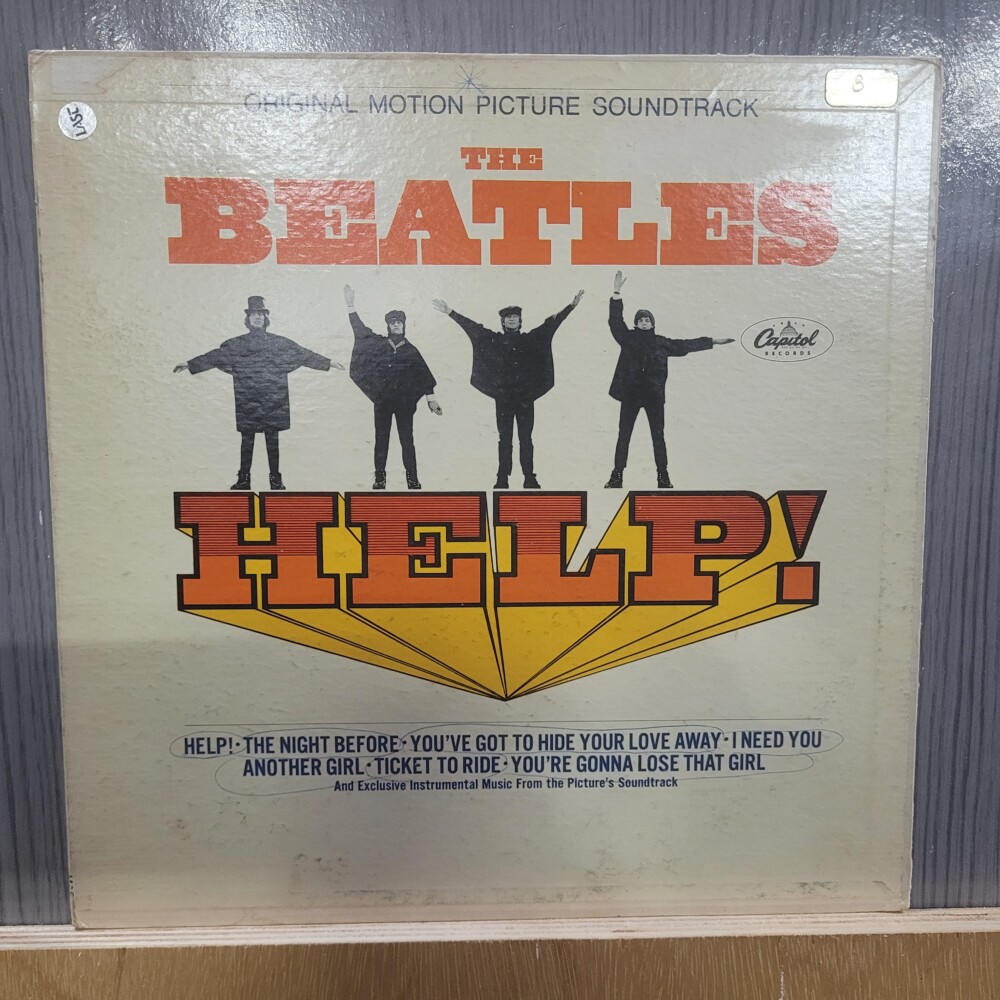 8
LAST
ORIGINAL MOTION PICTURE SOUNDTRACK
THE
BEATLES
Capitol
RECORDS
HELP!
HELP! · THE NIGHT BEFORE · YOU'VE GOT TO HIDE YOUR LOVE AWAY · I NEED YOU
ANOTHER GIRL · TICKET TO RIDE · YOU'RE GONNA LOSE THAT GIRL
And Exclusive Instrumental Music From the Picture's Soundtrack